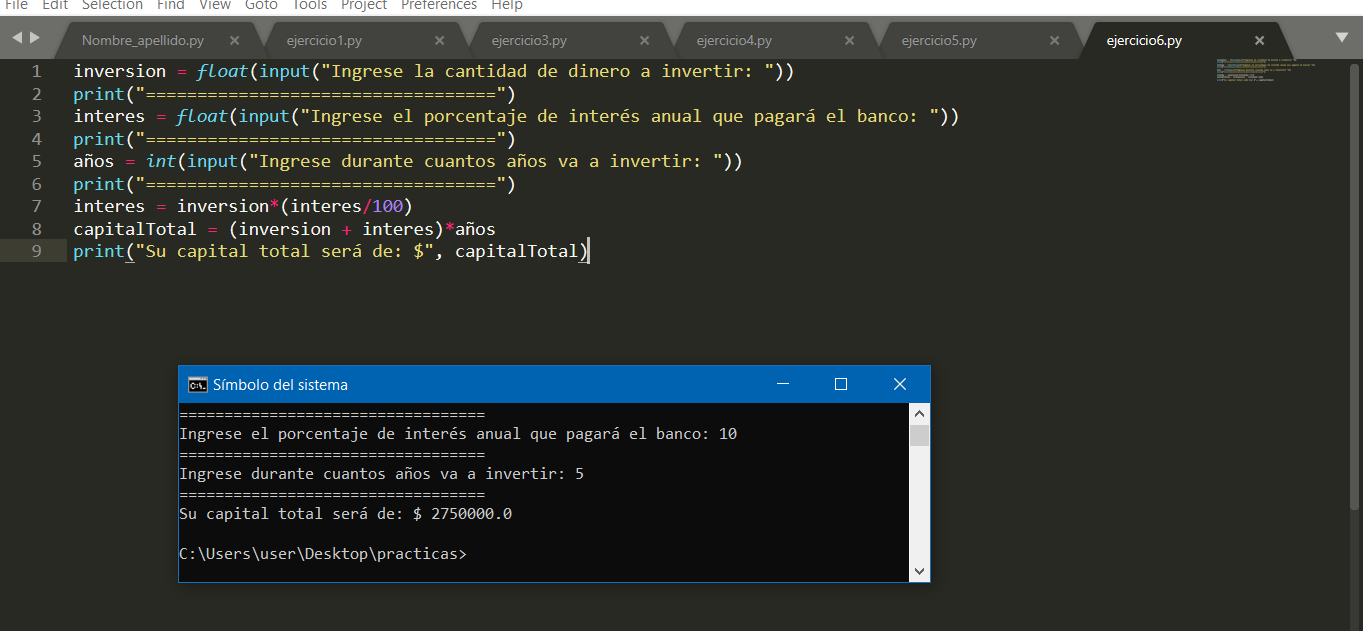 File Edit Selection Find View Goto Tools Project Preferences Help
Nombre_apellido.py × ejercicio1.py × ejercicio3.py × ejercicio4.py × ejercicio5.py × ejercicio6.py ×
1 inversion = float(input("Ingrese la cantidad de dinero a invertir: "))
2 print("==================================")
3 interes = float(input("Ingrese el porcentaje de interés anual que pagará el banco: "))
4 print("==================================")
5 años = int(input("Ingrese durante cuantos años va a invertir: "))
6 print("==================================")
7 interes = inversion*(interes/100)
8 capitalTotal = (inversion + interes)*años
9 print("Su capital total será de: $", capitalTotal)
Símbolo del sistema
==================================
Ingrese el porcentaje de interés anual que pagará el banco: 10
==================================
Ingrese durante cuantos años va a invertir: 5
==================================
Su capital total será de: $ 2750000.0
C:\Users\user\Desktop\practicas>